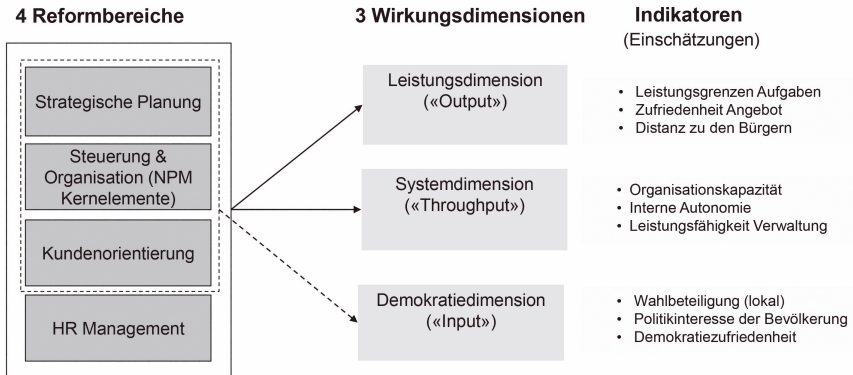 4 Reformbereiche
3 Wirkungsdimensionen
Indikatoren
(Einschätzungen)
Strategische Planung
Steuerung &
Organisation (NPM
Kernelemente)
Kundenorientierung
HR Management
Leistungsdimension
(«Output»)
Systemdimension
(«Throughput»)
Demokratiedimension
(«Input»)
• Leistungsgrenzen Aufgaben
• Zufriedenheit Angebot
• Distanz zu den Bürgern
• Organisationskapazität
• Interne Autonomie
• Leistungsfähigkeit Verwaltung
• Wahlbeteiligung (lokal)
• Politikinteresse der Bevölkerung
• Demokratiezufriedenheit